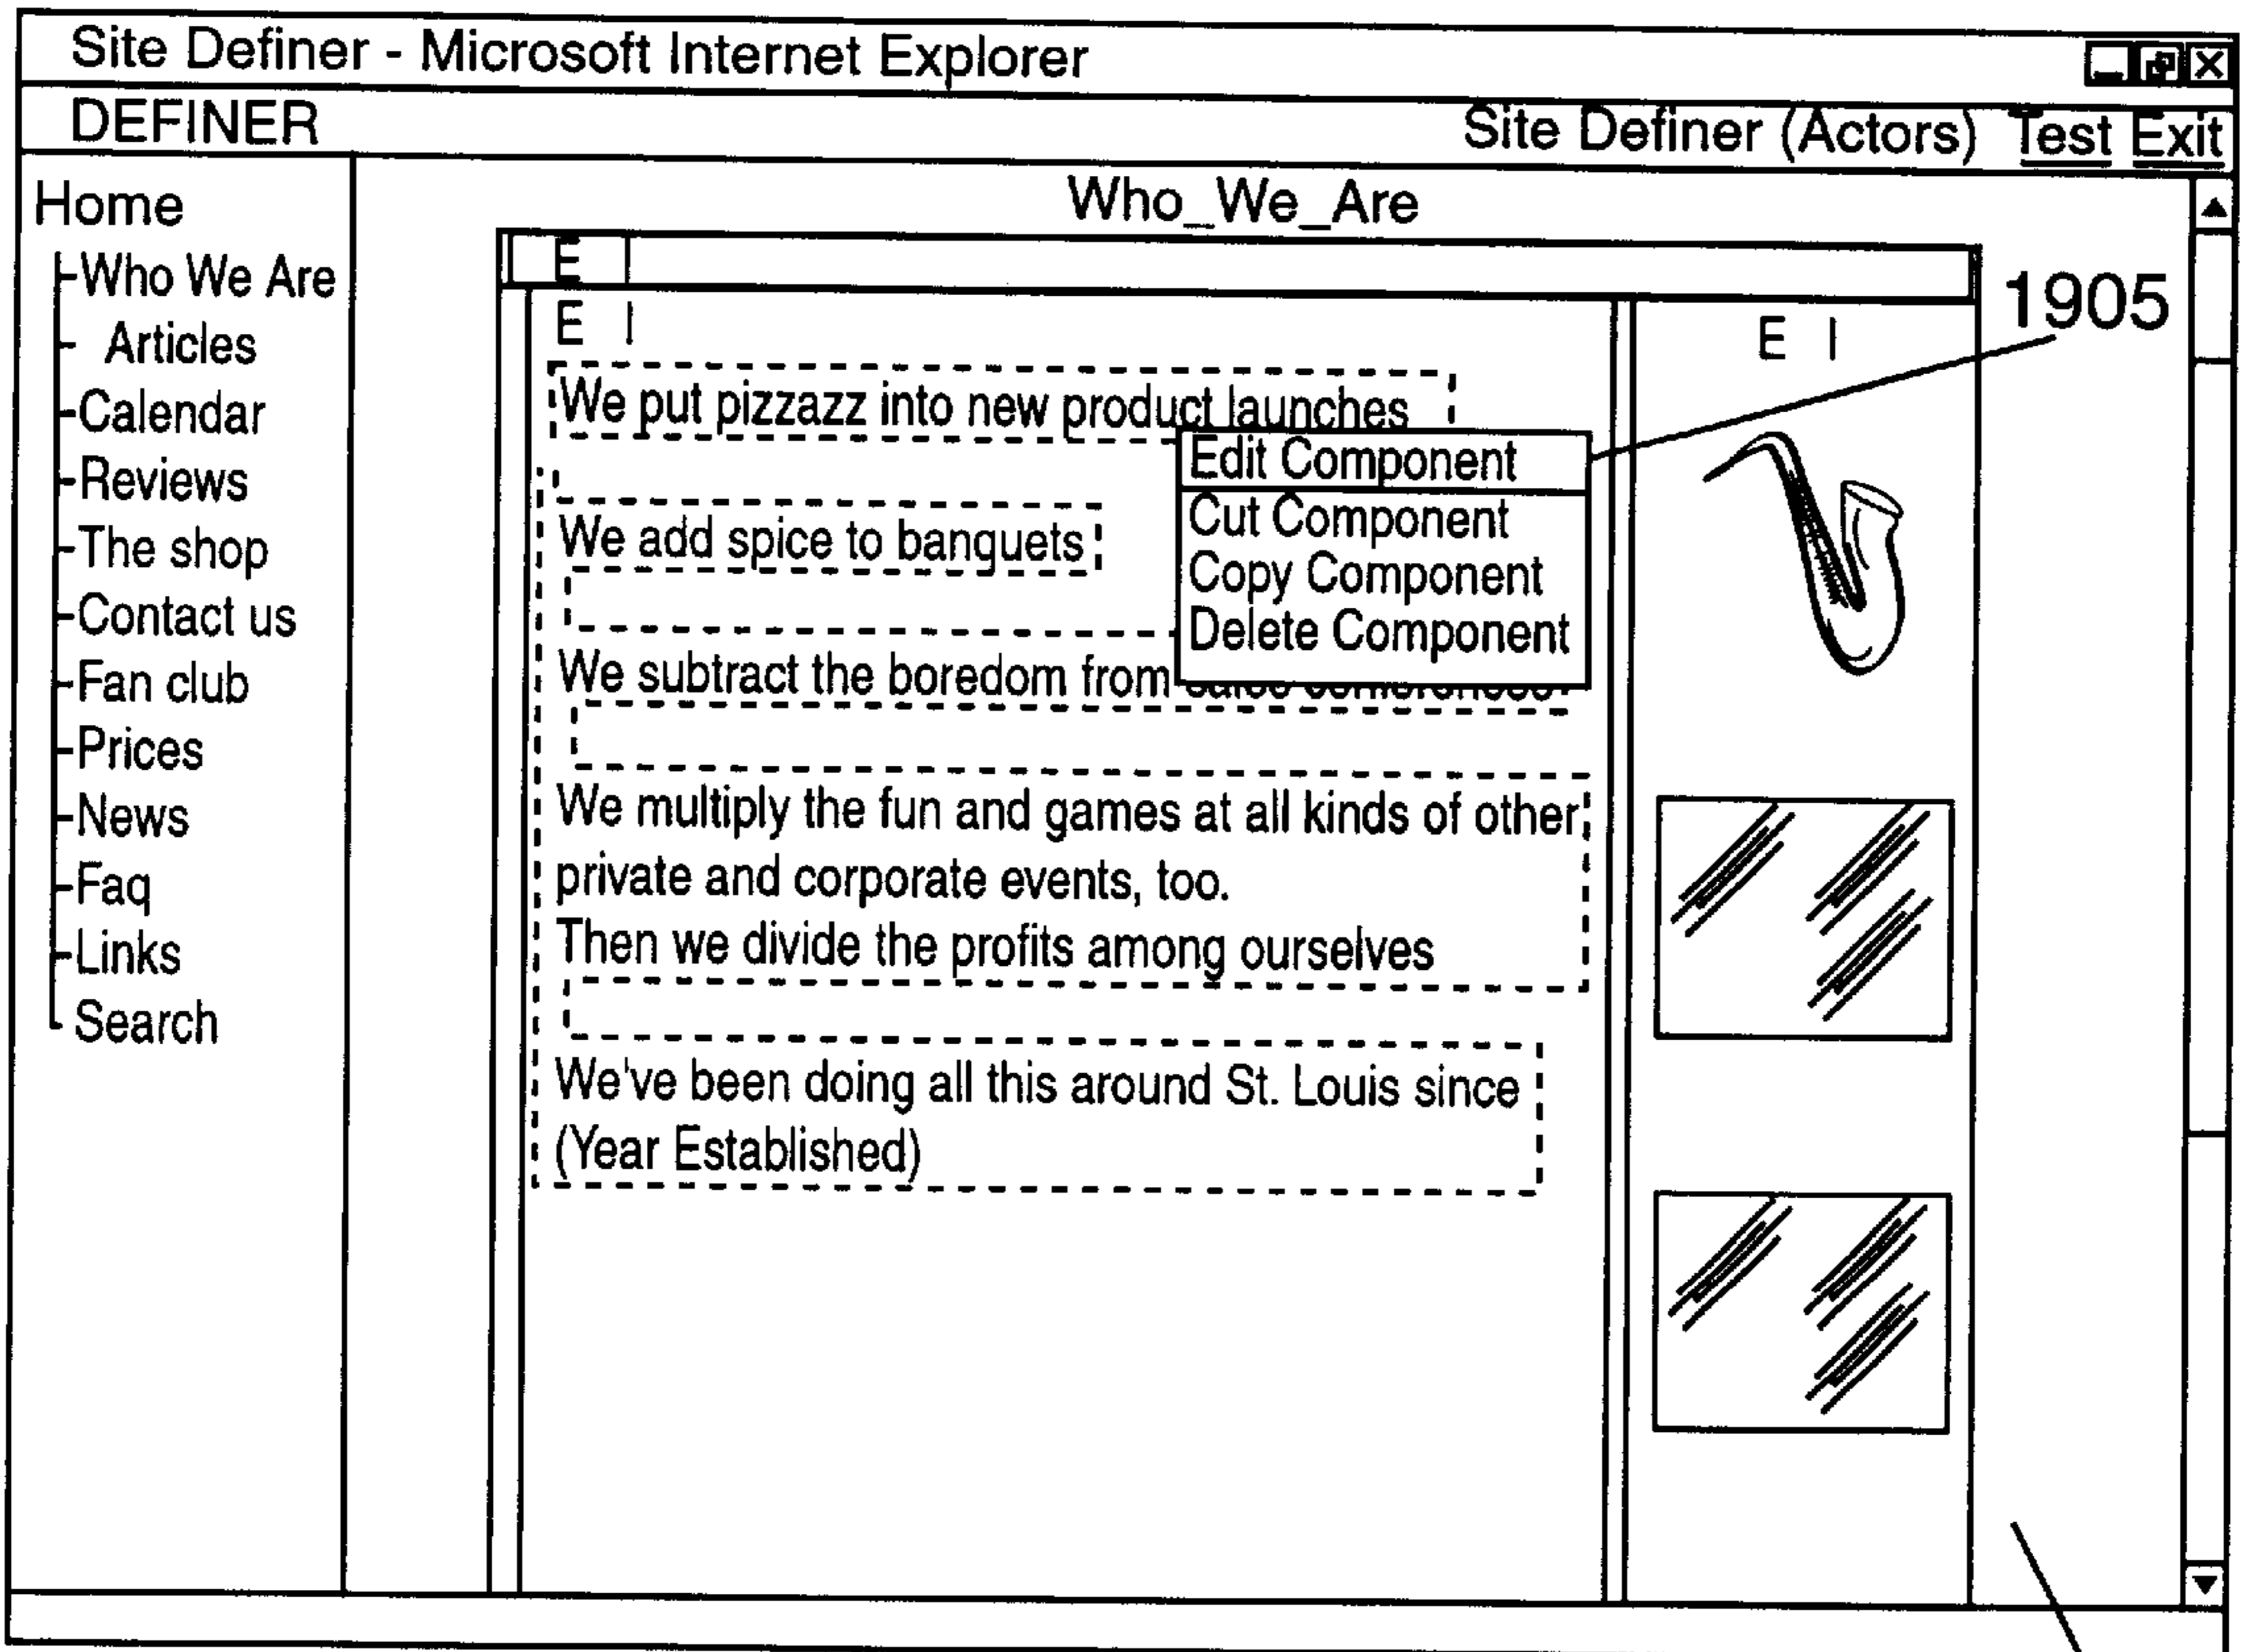 Site Definer - Microsoft Internet Explorer
DEFINER Site Definer (Actors) Test Exit
Home
Who We Are
Articles
Calendar
Reviews
The shop
Contact us
Fan club
Prices
News
Faq
Links
Search
Who_We_Are
E
E I
We put pizzazz into new product launches
We add spice to banquets
We subtract the boredom from
We multiply the fun and games at all kinds of other
private and corporate events, too.
Then we divide the profits among ourselves
We've been doing all this around St. Louis since
(Year Established)
Edit Component
Cut Component
Copy Component
Delete Component
E I
1905